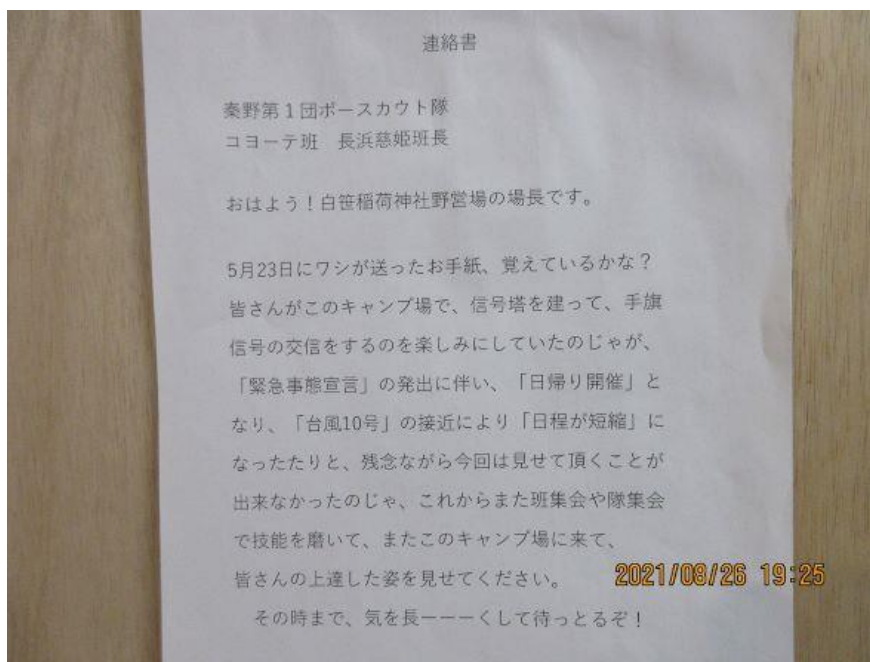 連絡書
秦野第1団ボースカウト隊
コヨーテ班　長浜慈姫班長
おはよう！白笹稲荷神社野営場の場長です。
5月23日にワシが送ったお手紙、覚えているかな？
皆さんがこのキャンプ場で、信号塔を建って、手旗
信号の交信をするのを楽しみにしていたのじゃが、
「緊急事態宣言」の発出に伴い、「日帰り開催」と
なり、「台風10号」の接近により「日程が短縮」に
なったたりと、残念ながら今回は見せて頂くことが
出来なかったのじゃ、これからまた班集会や隊集会
で技能を磨いて、またこのキャンプ場に来て、
皆さんの上達した姿を見せてください。
その時まで、気を長ーーーくして待っとるぞ！
2021/08/26 19:25